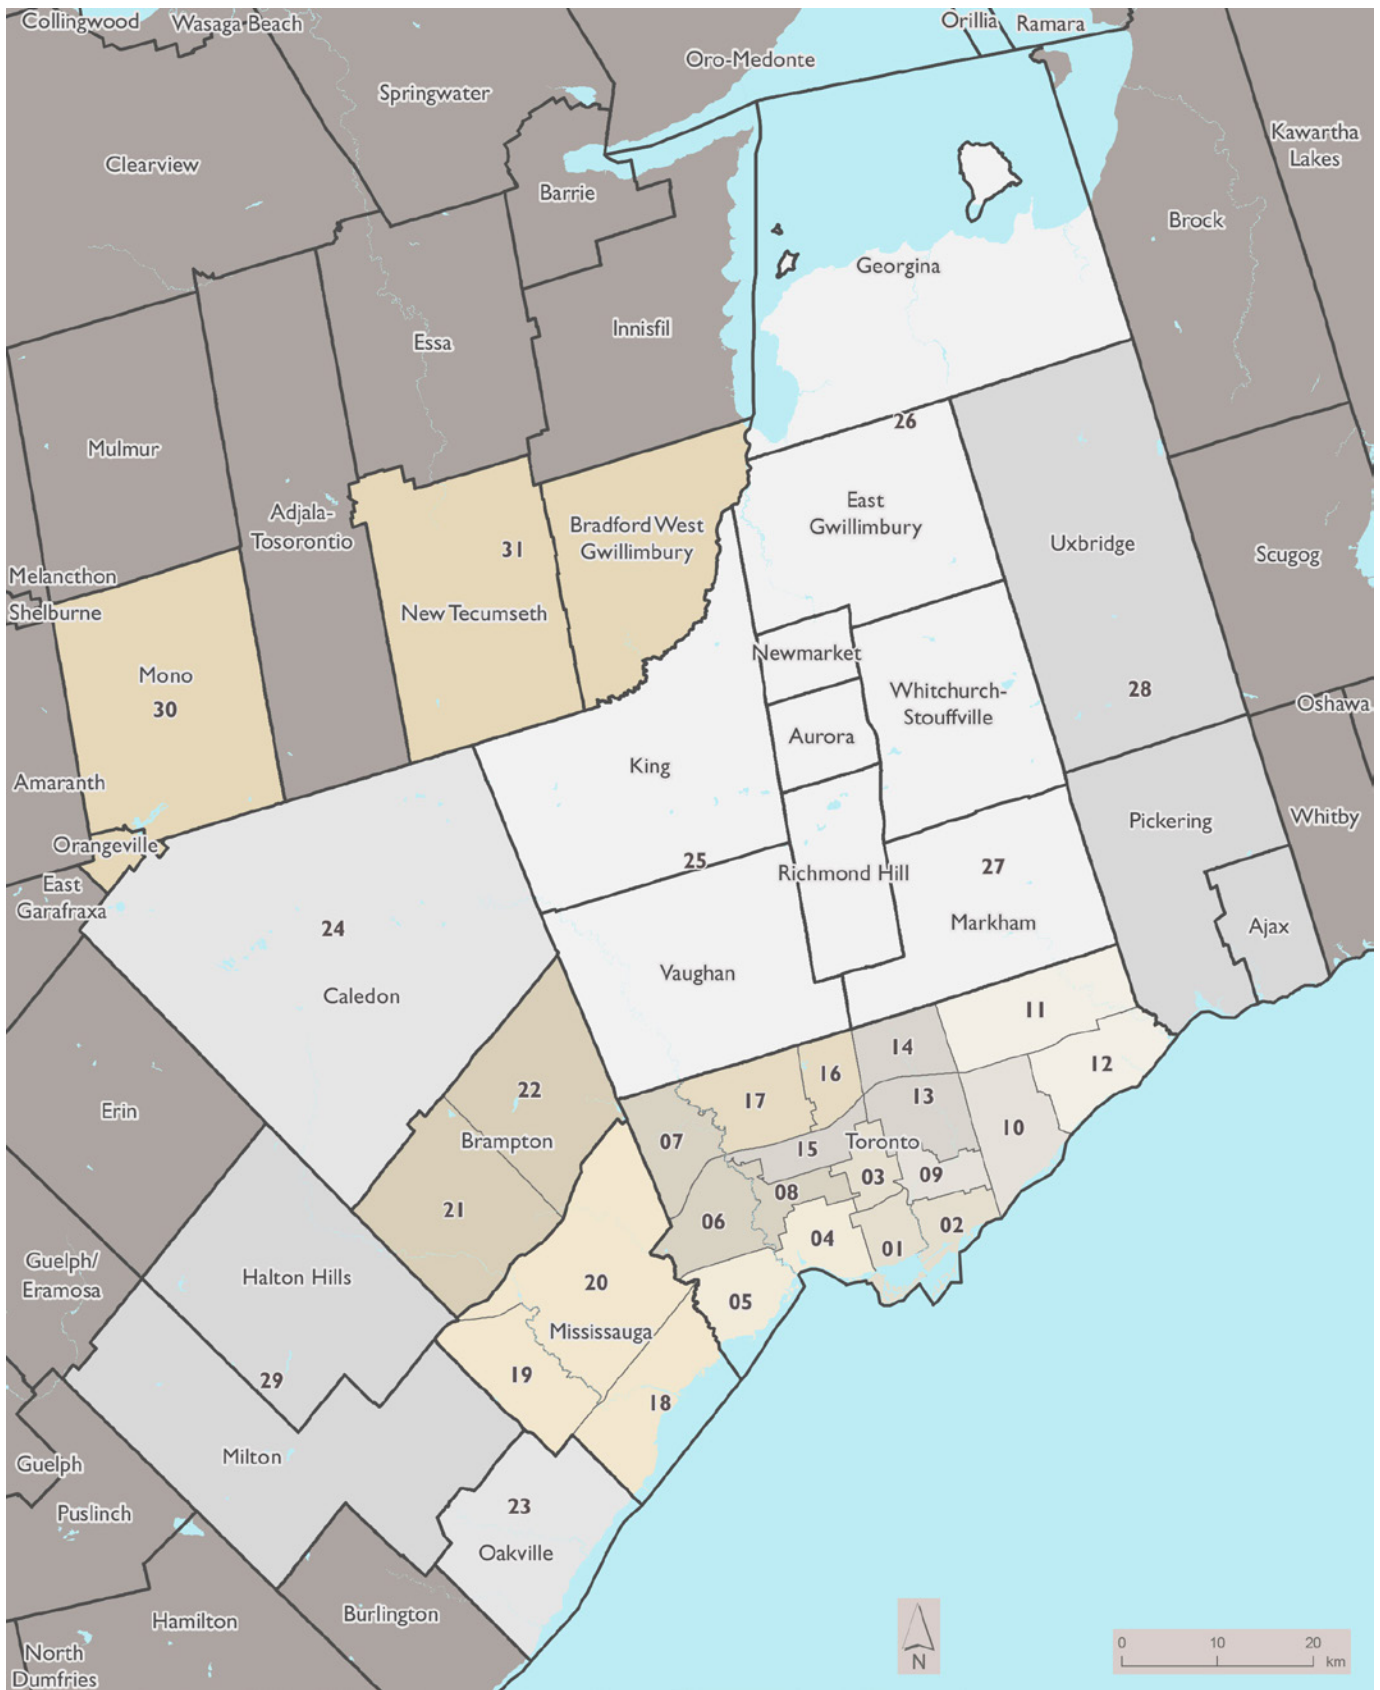 Collingwood
Wasaga Beach
Orillia
Ramara
Oro-Medonte
Springwater
Kawartha
Lakes
Clearview
Barrie
Brock
Georgina
Innisfil
Essa
26
Mulmur
East
Gwillimbury
Adjala-
Tosorontio
Bradford West
Gwillimbury
31
Uxbridge
Scugog
Melancthon
Shelburne
New Tecumseth
Newmarket
Mono
30
Whitchurch-
Stouffville
28
Oshawa
Aurora
King
Amaranth
Pickering
Whitby
Orangeville
25
Richmond Hill
27
East
Garafraxa
24
Markham
Ajax
Vaughan
Caledon
11
14
12
16
22
17
13
Erin
Brampton
07
15
Toronto
10
03
09
08
21
06
02
04
01
Guelph/
Eramosa
Halton Hills
20
05
Mississauga
19
29
18
Milton
Guelph
23
Puslinch
Oakville
Burlington
Hamilton
North
Dumfries
N
0 10 20
km